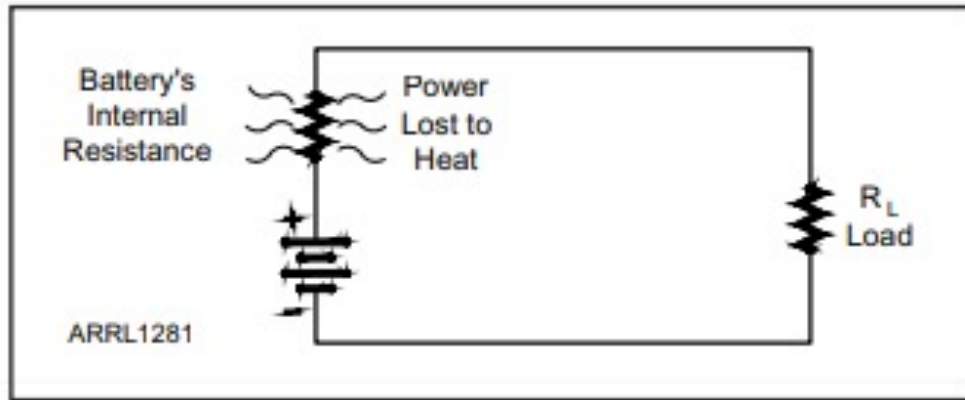 Battery's
Internal
Resistance
Power
Lost to
Heat
+
-
R L
Load
ARRL1281